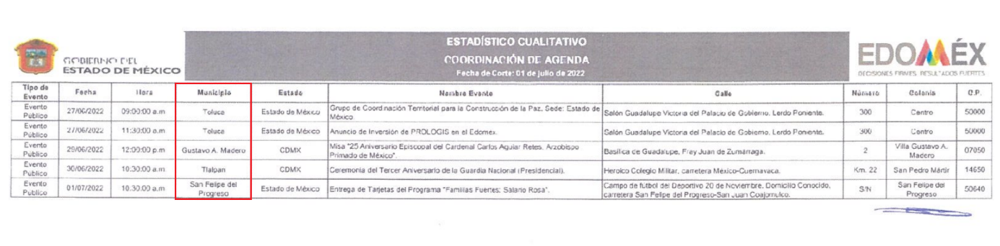 ESTADÍSTICO CUALITATIVO
GOBIERNO DEL
ESTADO DE MÉXICO
COORDINACIÓN DE AGENDA
Fecha de Corte: 01 de julio de 2022
EDOMÉX
DECISIONES FIRMES, RESULTADOS FUERTES
Tipo de Evento Fecha Hora Municipio Estado Nombre Evento Calle Número Colonia C.P.
Evento Público 27/06/2022 09:00:00 a.m Toluca Estado de México Grupo de Coordinación Territorial para la Construcción de la Paz. Sede: Estado de México. Salón Guadalupe Victoria del Palacio de Gobierno, Lerdo Poniente. 300 Centro 50000
Evento Público 27/06/2022 11:30:00 a.m Toluca Estado de México Anuncio de Inversión de PROLOGIS en el Edoméx. Salón Guadalupe Victoria del Palacio de Gobierno, Lerdo Poniente. 300 Centro 50000
Evento Público 29/06/2022 12:00:00 p.m Gustavo A. Madero CDMX Misa "25 Aniversario Episcopal del Cardenal Carlos Aguiar Retes, Arzobispo Primado de México". Basílica de Guadalupe, Fray Juan de Zumárraga. 2 Villa Gustavo A. Madero 07050
Evento Público 30/06/2022 10:30:00 a.m Tlalpan CDMX Ceremonia del Tercer Aniversario de la Guardia Nacional (Presidencial). Heroico Colegio Militar, carretera México-Cuernavaca. Km. 22 San Pedro Mártir 14650
Evento Público 01/07/2022 10:30:00 a.m San Felipe del Progreso Estado de México Entrega de Tarjetas del Programa "Familias Fuertes: Salario Rosa". Campo de fútbol del Deportivo 20 de Noviembre, Domicilio Conocido, carretera San Felipe del Progreso-San Juan Coajomulco. S/N San Felipe del Progreso 50640